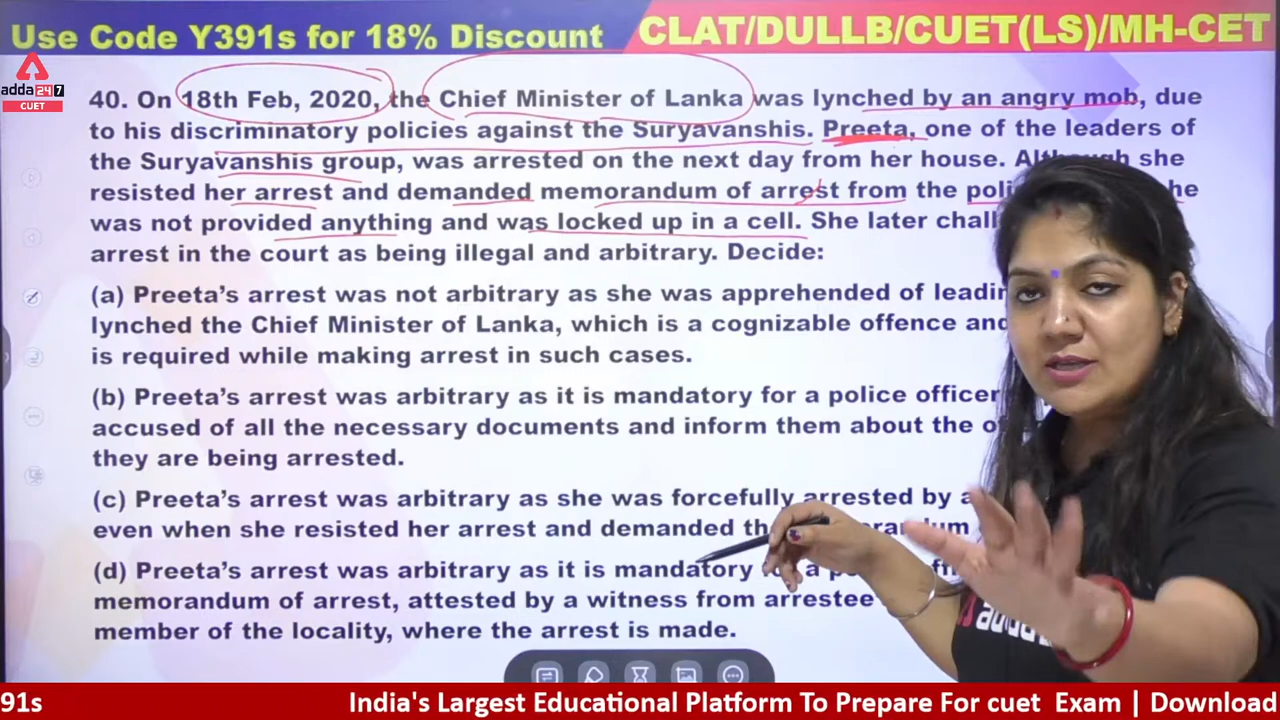 Use Code Y391s for 18% Discount
CLAT/DULLB/CUET(LS)/MH-CET
adda247
CUET
40. On 18th Feb, 2020, the Chief Minister of Lanka was lynched by an angry mob, due
to his discriminatory policies against the Suryavanshis. Preeta, one of the leaders of
the Suryavanshis group, was arrested on the next day from her house. Although she
resisted her arrest and demanded memorandum of arrest from the
was not provided anything and was locked up in a cell. She later
arrest in the court as being illegal and arbitrary. Decide:
(a) Preeta's arrest was not arbitrary as she was apprehended of
lynched the Chief Minister of Lanka, which is a cognizable offence
is required while making arrest in such cases.
(b) Preeta's arrest was arbitrary as it is mandatory for a police officer
accused of all the necessary documents and inform them about the
they are being arrested.
(c) Preeta's arrest was arbitrary as she was forcefully arrested by
even when she resisted her arrest and demanded
(d) Preeta's arrest was arbitrary as it is mandatory
memorandum of arrest, attested by a witness from arrestee
member of the locality, where the arrest is made.
91s
India's Largest Educational Platform To Prepare For cuet Exam | Download